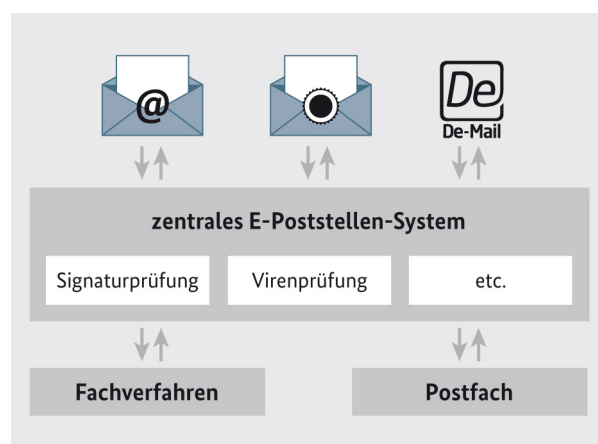 @
De
De-Mail
zentrales E-Poststellen-System
Signaturprüfung
Virenprüfung
etc.
Fachverfahren
Postfach